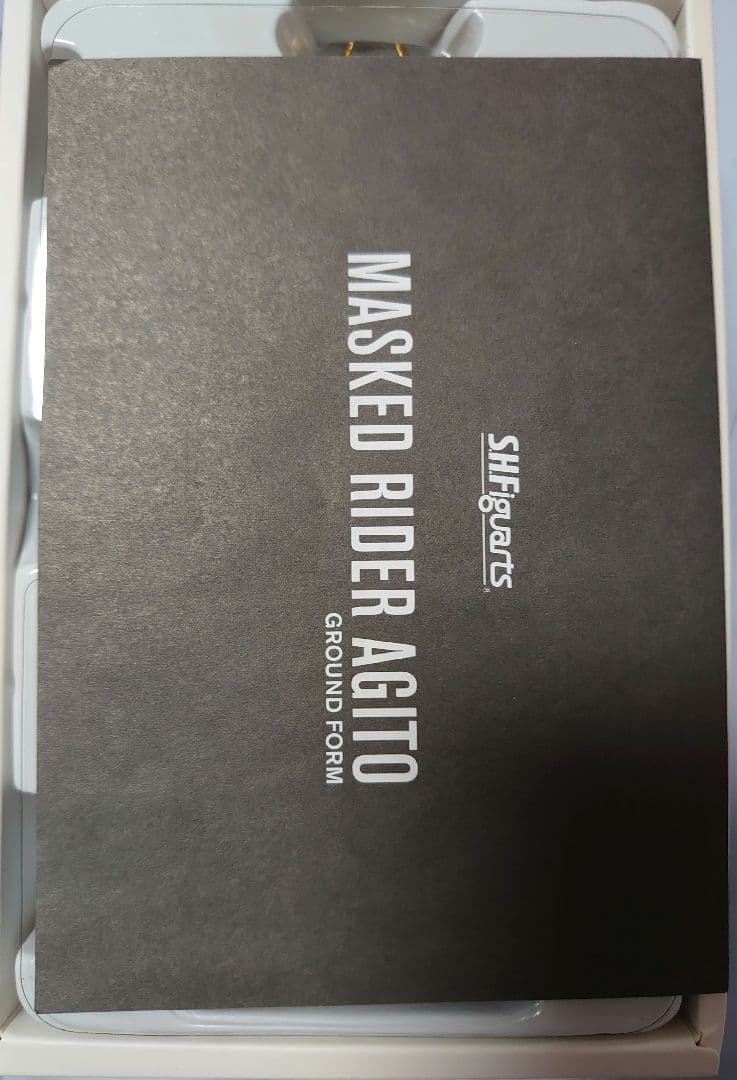 S.H.Figuarts
MASKED RIDER AGITO
GROUND FORM